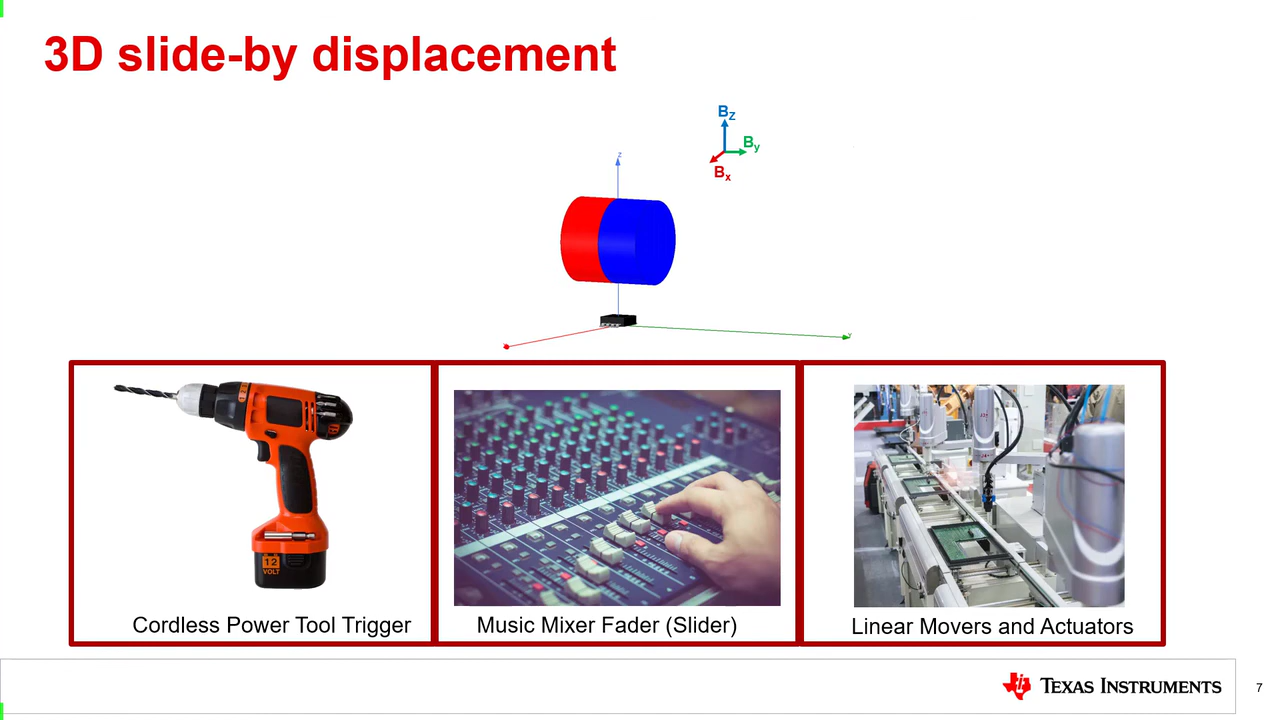 3D slide-by displacement
Bz
By
Bx
z
12
VOLT
Cordless Power Tool Trigger
Music Mixer Fader (Slider)
Linear Movers and Actuators
TEXAS INSTRUMENTS
7